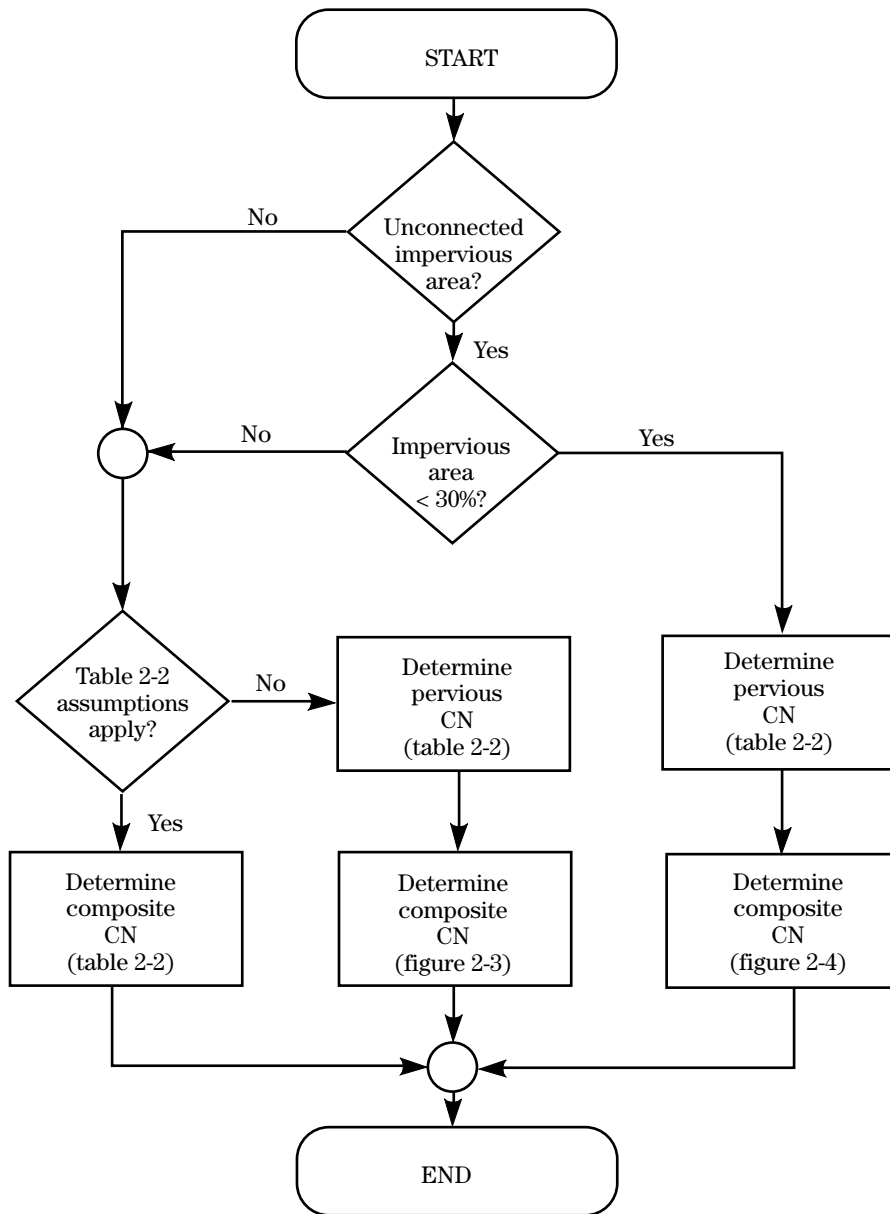 START
No
Unconnected
impervious
area?
Yes
No
Impervious
area
< 30%?
Yes
Table 2-2
assumptions
apply?
No
Determine
pervious
CN
(table 2-2)
Determine
pervious
CN
(table 2-2)
Yes
Determine
composite
CN
(table 2-2)
Determine
composite
CN
(figure 2-3)
Determine
composite
CN
(figure 2-4)
END